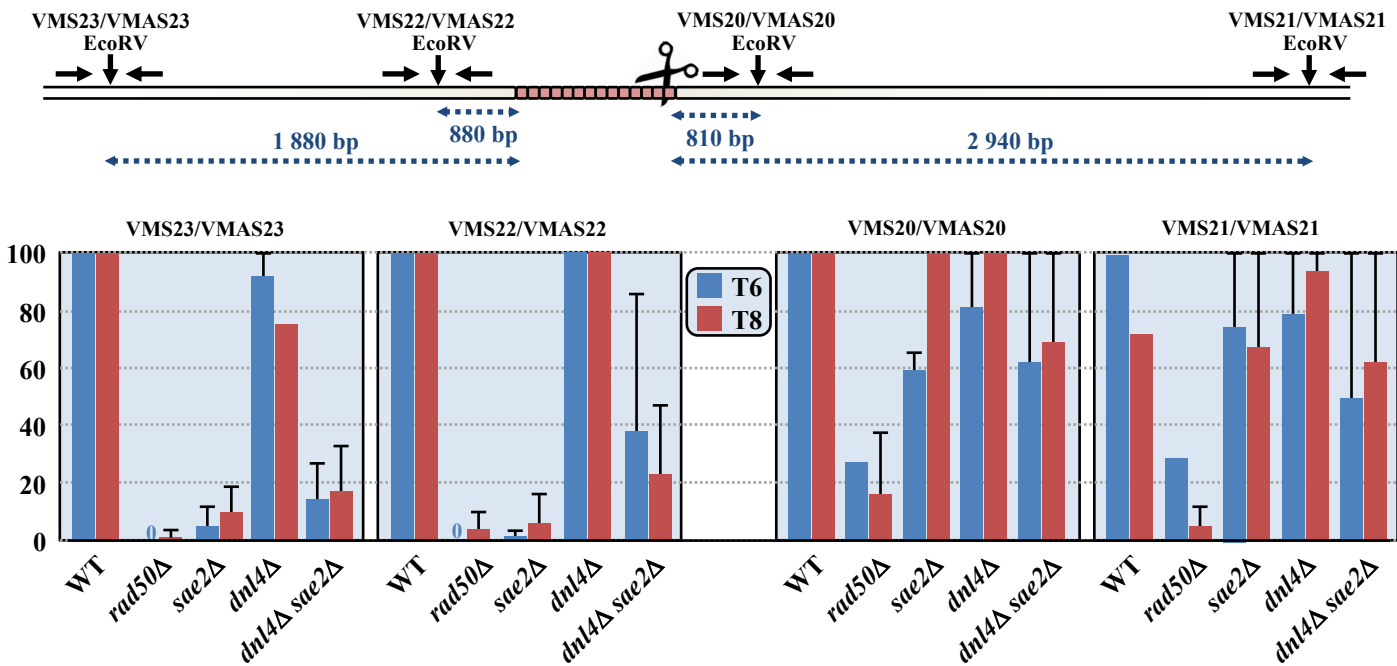 VMS23/VMAS23 VMS22/VMAS22 VMS20/VMAS20 VMS21/VMAS21
EcoRV EcoRV EcoRV EcoRV
880 bp 810 bp
1 880 bp 2 940 bp
VMS23/VMAS23 VMS22/VMAS22 VMS20/VMAS20 VMS21/VMAS21
100
80
60
40
20
0
T6
T8
0 0
WT rad50Δ sae2Δ dnl4Δ dnl4Δ sae2Δ WT rad50Δ sae2Δ dnl4Δ dnl4Δ sae2Δ WT rad50Δ sae2Δ dnl4Δ dnl4Δ sae2Δ WT rad50Δ sae2Δ dnl4Δ dnl4Δ sae2Δ